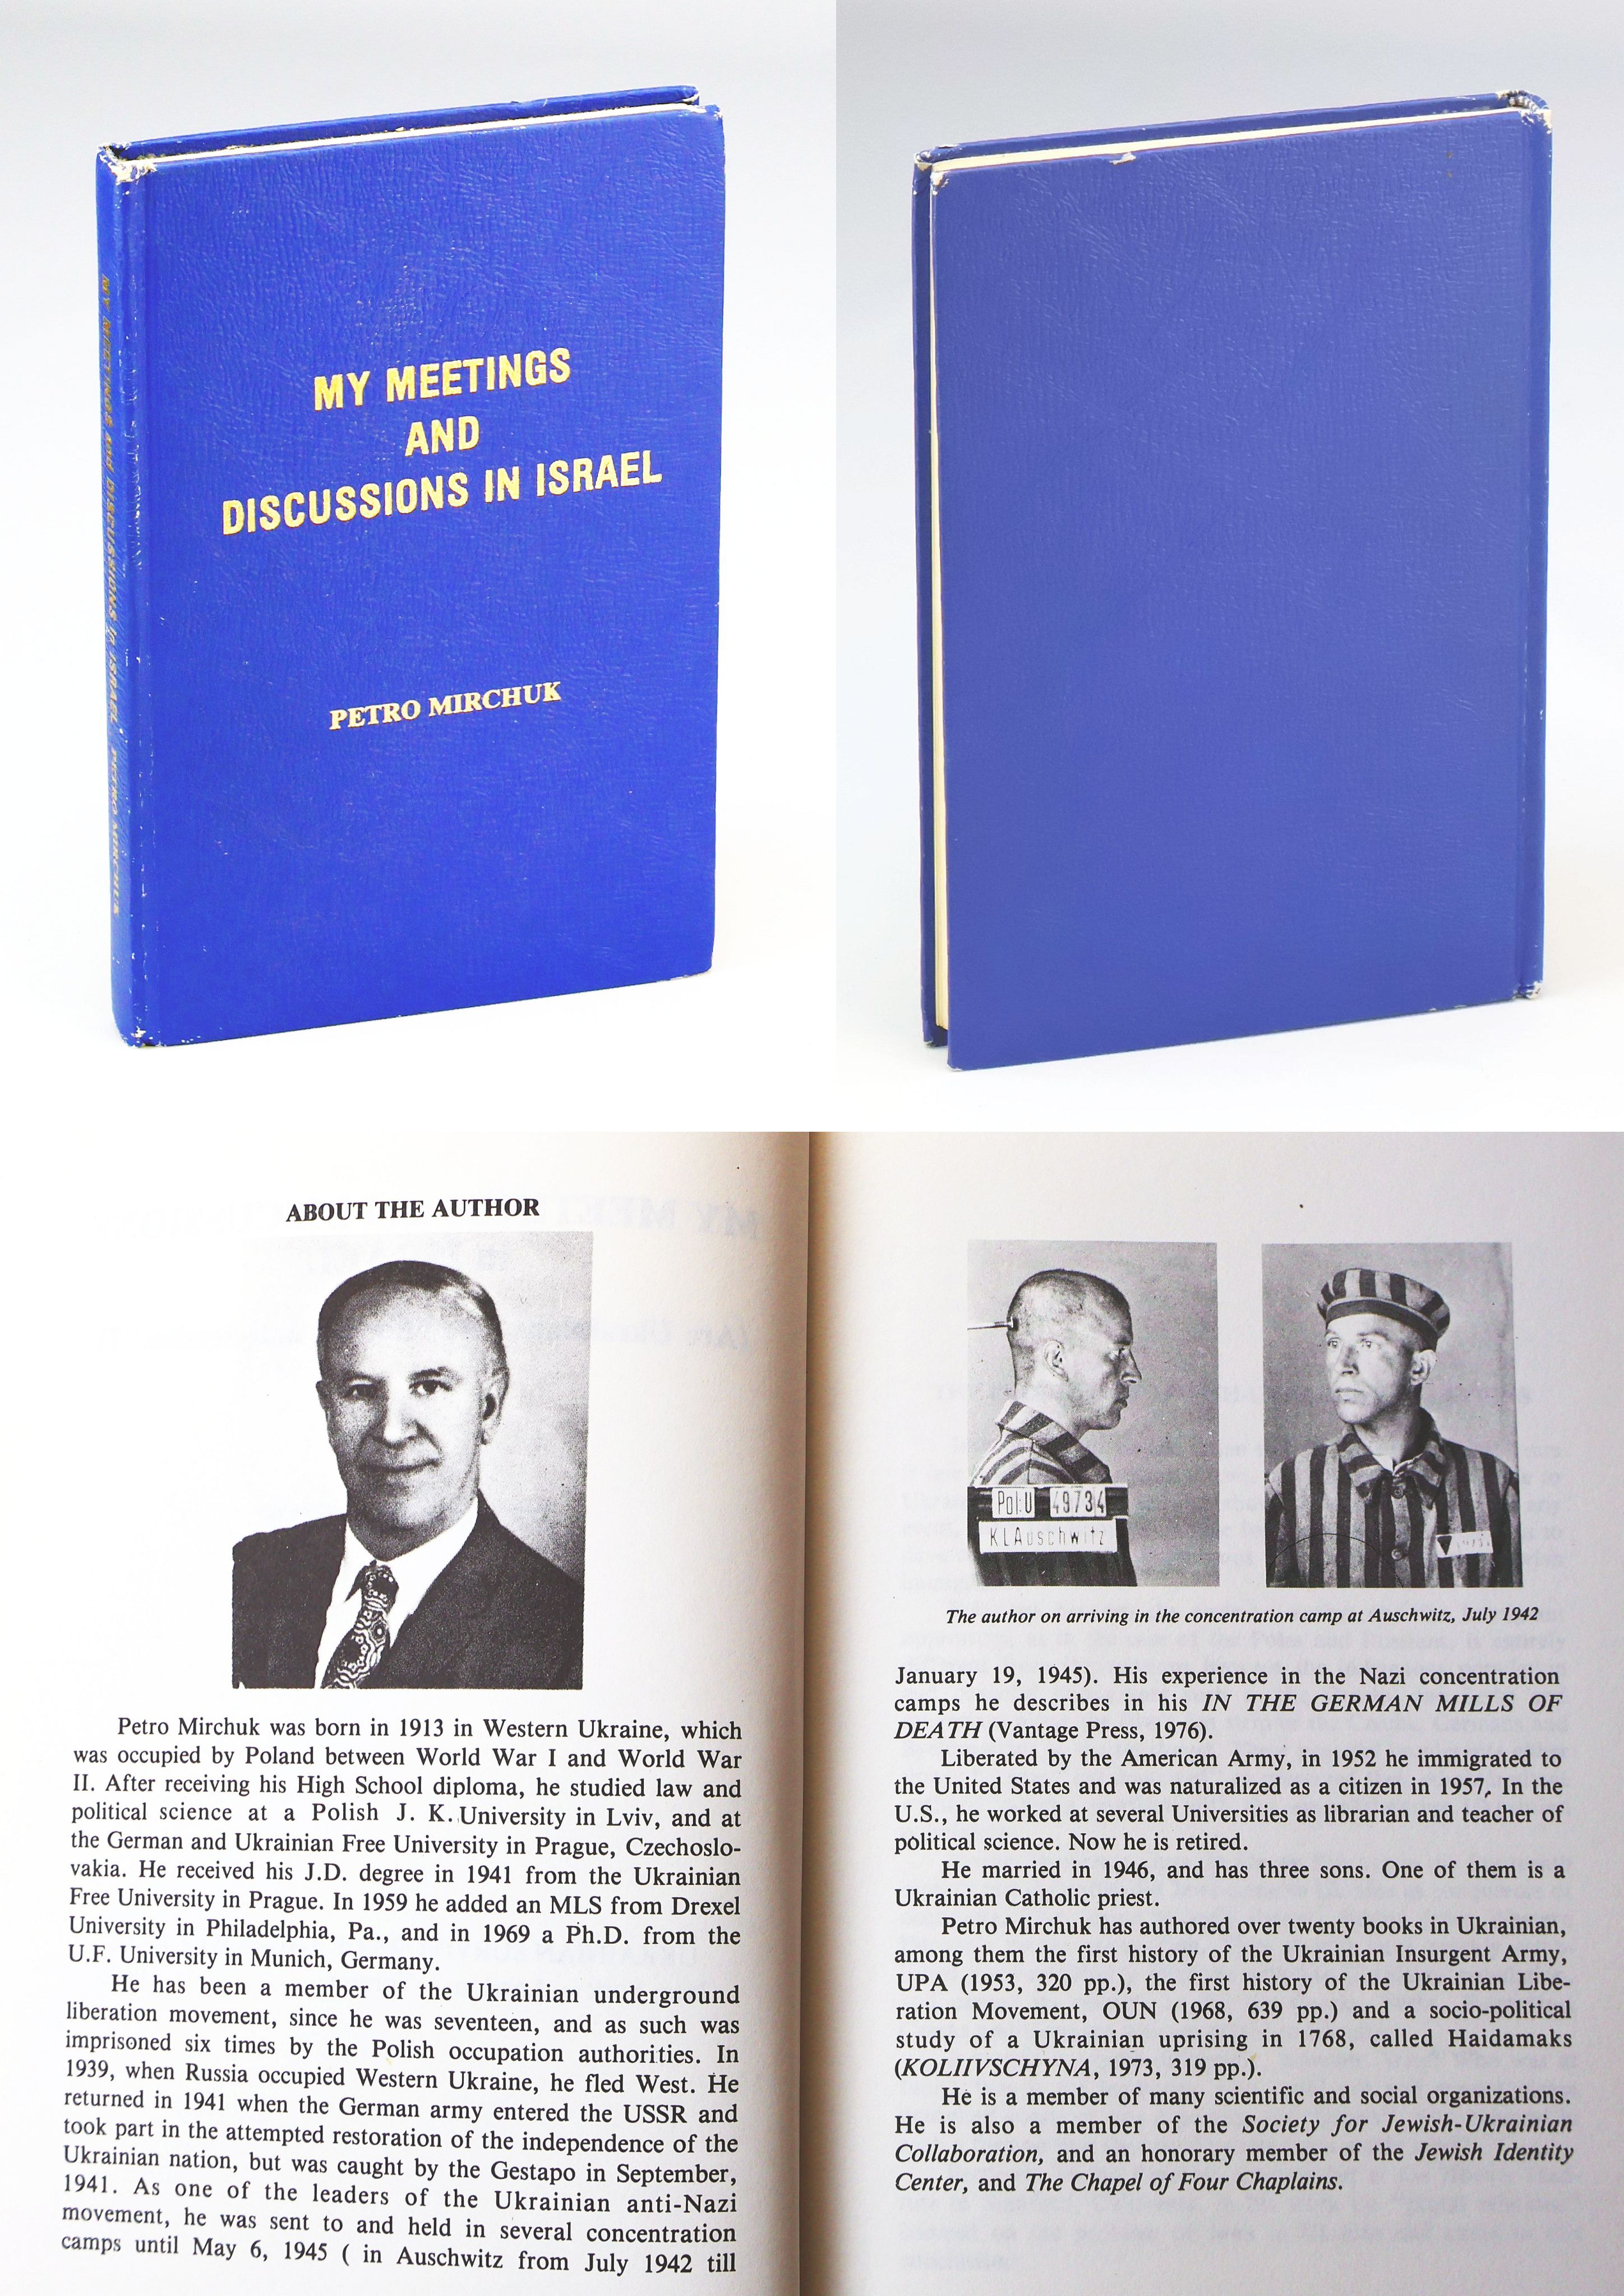 MY MEETINGS
AND
DISCUSSIONS IN ISRAEL
PETRO MIRCHUK
MY MEETINGS AND DISCUSSIONS In ISRAEL PETRO MIRCHUK
ABOUT THE AUTHOR
Petro Mirchuk was born in 1913 in Western Ukraine, which
was occupied by Poland between World War I and World War
II. After receiving his High School diploma, he studied law and
political science at a Polish J. K. University in Lviv, and at
the German and Ukrainian Free University in Prague, Czechoslo-
vakia. He received his J.D. degree in 1941 from the Ukrainian
Free University in Prague. In 1959 he added an MLS from Drexel
University in Philadelphia, Pa., and in 1969 a Ph.D. from the
U.F. University in Munich, Germany.
He has been a member of the Ukrainian underground
liberation movement, since he was seventeen, and as such was
imprisoned six times by the Polish occupation authorities. In
1939, when Russia occupied Western Ukraine, he fled West. He
returned in 1941 when the German army entered the USSR and
took part in the attempted restoration of the independence of the
Ukrainian nation, but was caught by the Gestapo in September,
1941. As one of the leaders of the Ukrainian anti-Nazi
movement, he was sent to and held in several concentration
camps until May 6, 1945 ( in Auschwitz from July 1942 till
Pol:U 49734
KLAuschwitz
The author on arriving in the concentration camp at Auschwitz, July 1942
January 19, 1945). His experience in the Nazi concentration
camps he describes in his IN THE GERMAN MILLS OF
DEATH (Vantage Press, 1976).
Liberated by the American Army, in 1952 he immigrated to
the United States and was naturalized as a citizen in 1957. In the
U.S., he worked at several Universities as librarian and teacher of
political science. Now he is retired.
He married in 1946, and has three sons. One of them is a
Ukrainian Catholic priest.
Petro Mirchuk has authored over twenty books in Ukrainian,
among them the first history of the Ukrainian Insurgent Army,
UPA (1953, 320 pp.), the first history of the Ukrainian Libe-
ration Movement, OUN (1968, 639 pp.) and a socio-political
study of a Ukrainian uprising in 1768, called Haidamaks
(KOLIIVSCHYNA, 1973, 319 pp.).
He is a member of many scientific and social organizations.
He is also a member of the Society for Jewish-Ukrainian
Collaboration, and an honorary member of the Jewish Identity
Center, and The Chapel of Four Chaplains.